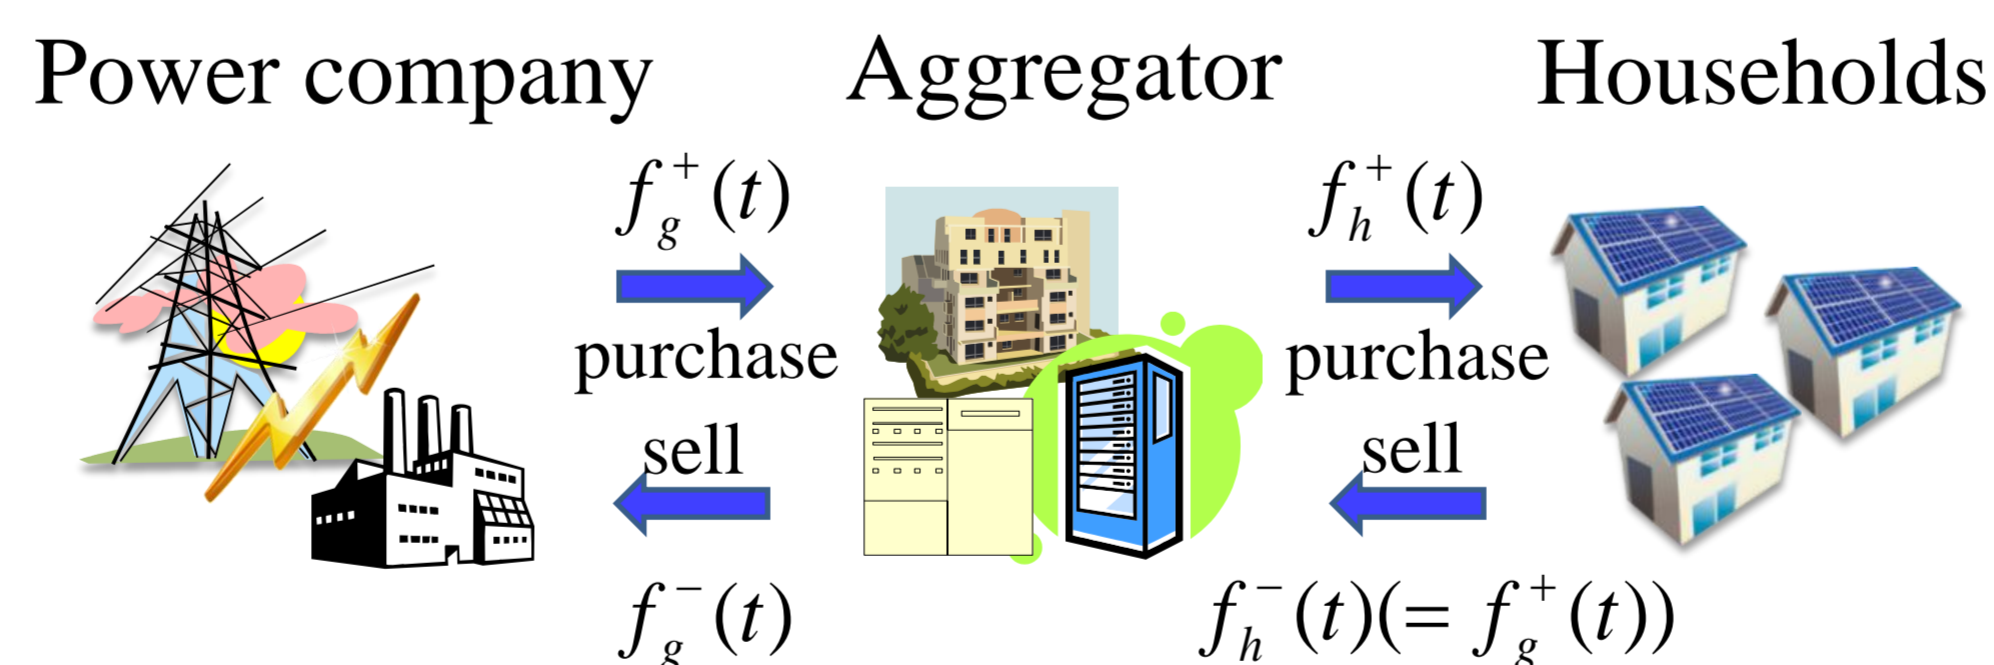 Power company Aggregator Households
f_g^+(t) f_h^+(t)
purchase purchase
sell sell
f_g^-(t) f_h^-(t)(= f_g^+(t))